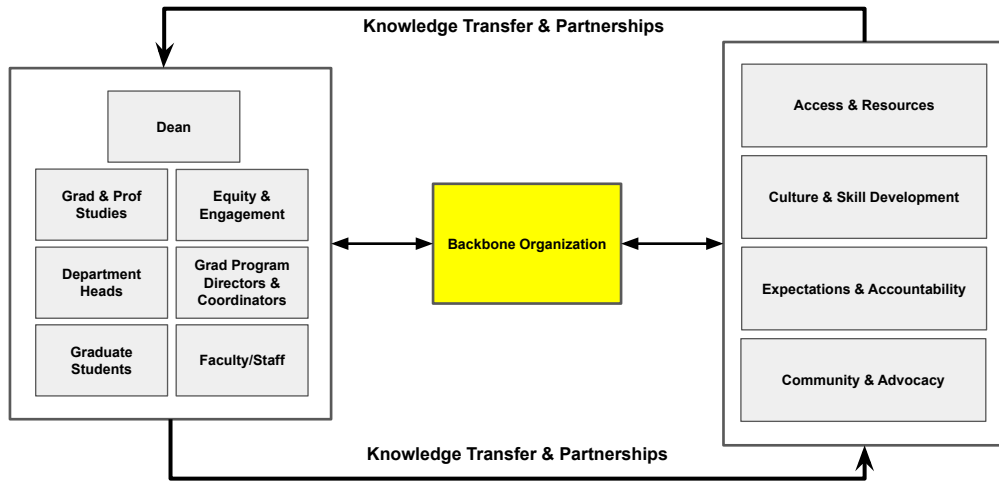 Knowledge Transfer & Partnerships
Dean
Grad & Prof
Studies
Equity &
Engagement
Department
Heads
Grad Program
Directors &
Coordinators
Graduate
Students
Faculty/Staff
Backbone Organization
Access & Resources
Culture & Skill Development
Expectations & Accountability
Community & Advocacy
Knowledge Transfer & Partnerships